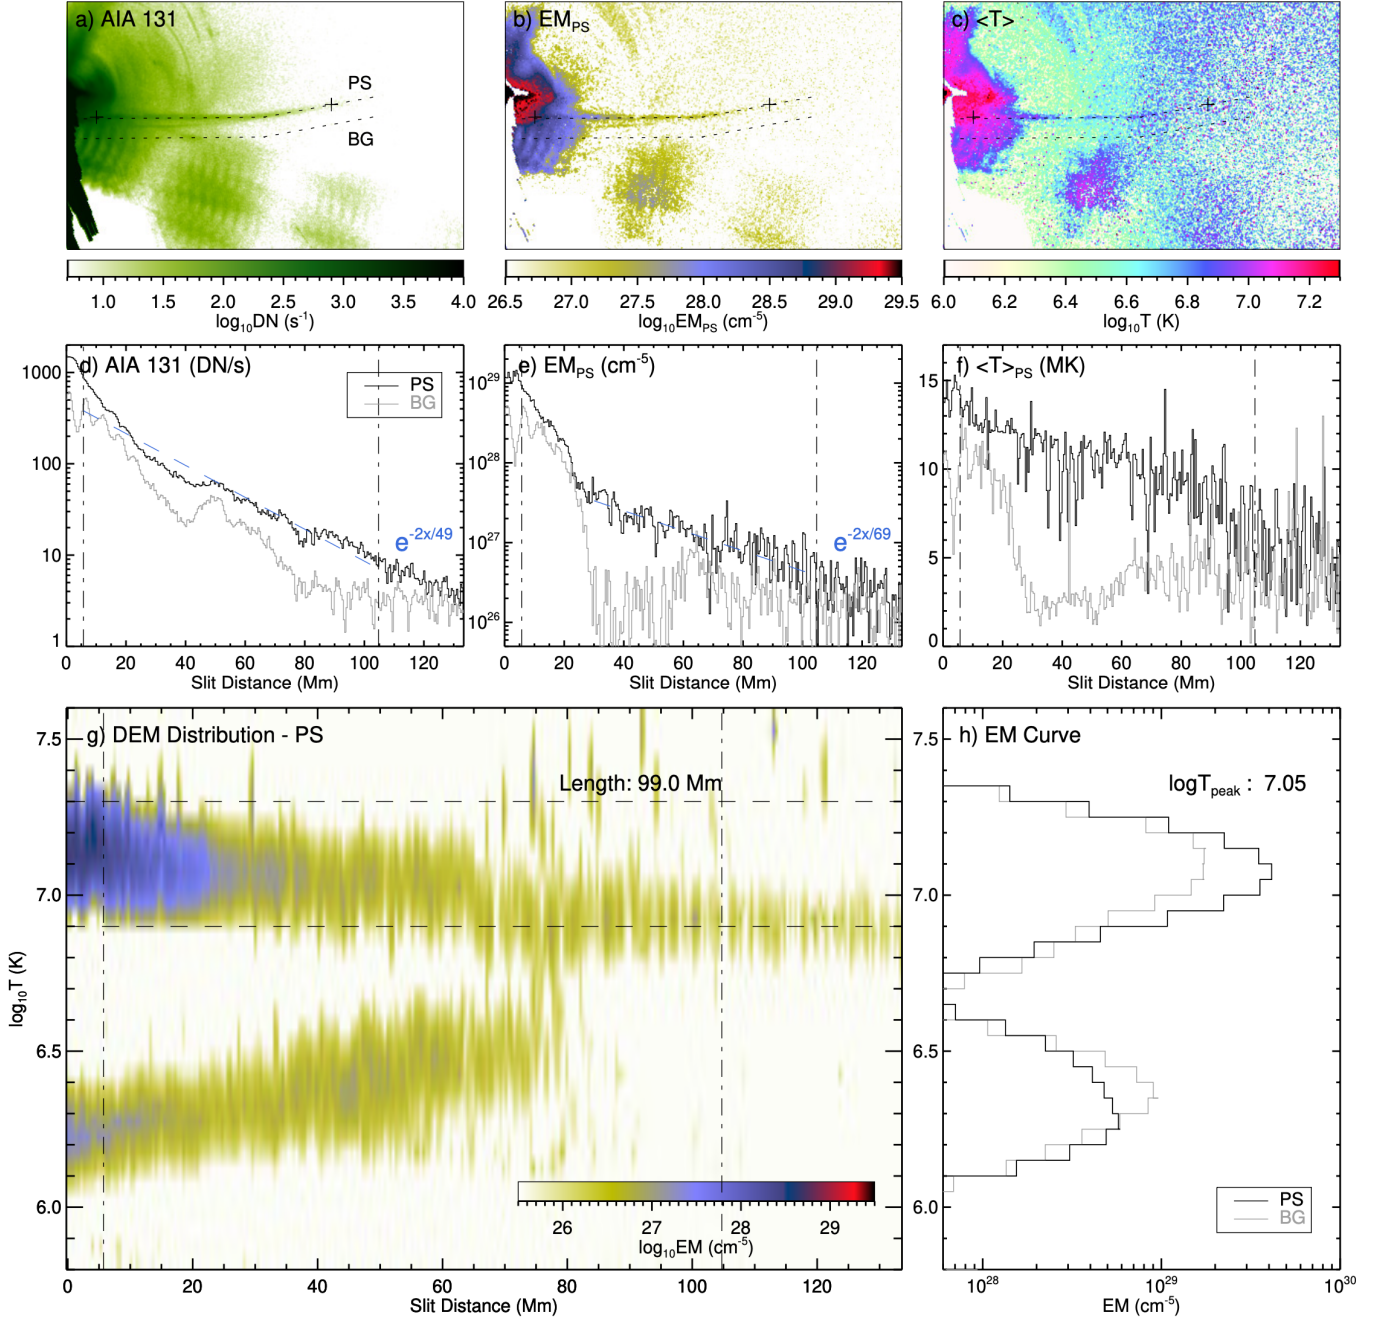 a) AIA 131
PS
BG
b) EM_PS
c) <T>
1.0 1.5 2.0 2.5 3.0 3.5 4.0
log₁₀DN (s⁻¹)
26.5 27.0 27.5 28.0 28.5 29.0 29.5
log₁₀EM_PS (cm⁻⁵)
6.0 6.2 6.4 6.6 6.8 7.0 7.2
log₁₀T (K)
d) AIA 131 (DN/s)
PS
BG
1000
100
10
1
e^-2x/49
0 20 40 60 80 100 120
Slit Distance (Mm)
e) EM_PS (cm⁻⁵)
10²⁹
10²⁸
10²⁷
10²⁶
e^-2x/69
0 20 40 60 80 100 120
Slit Distance (Mm)
f) <T>_PS (MK)
15
10
5
0
0 20 40 60 80 100 120
Slit Distance (Mm)
g) DEM Distribution - PS
Length: 99.0 Mm
7.5
7.0
6.5
6.0
log₁₀T (K)
26 27 28 29
log₁₀EM (cm⁻⁵)
0 20 40 60 80 100 120
Slit Distance (Mm)
h) EM Curve
logT_peak : 7.05
7.5
7.0
6.5
6.0
PS
BG
10²⁸ 10²⁹ 10³⁰
EM (cm⁻⁵)